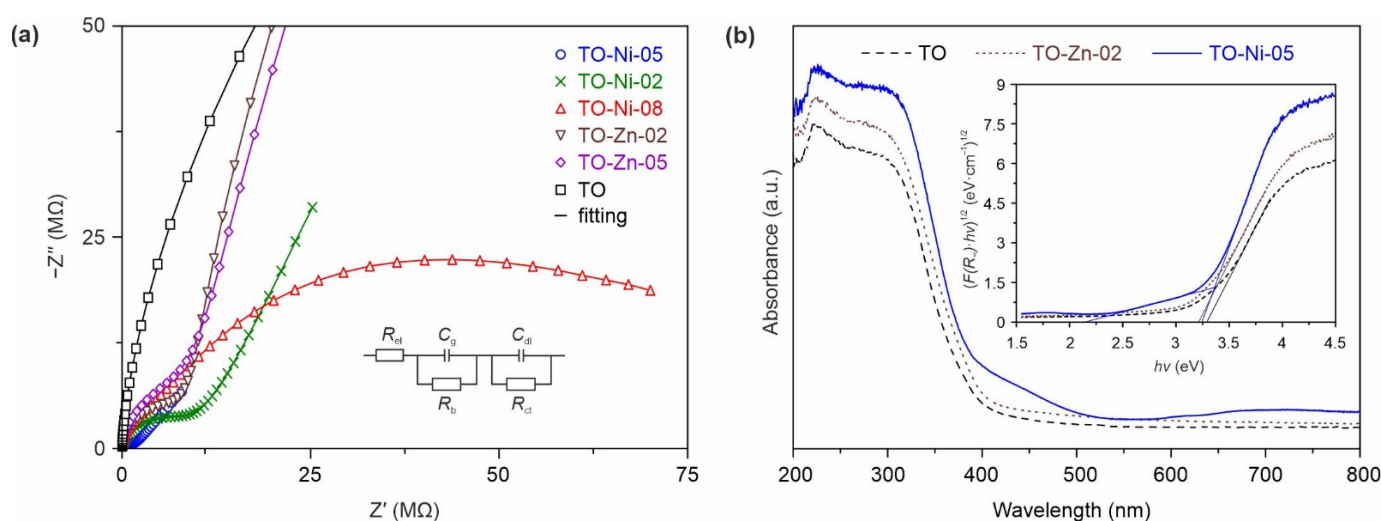 (a)
50
25
0
−Z″ (MΩ)
0
25
50
75
Z′ (MΩ)
TO-Ni-05
TO-Ni-02
TO-Ni-08
TO-Zn-02
TO-Zn-05
TO
fitting
Rel
Cg
Rb
Cdl
Rct
(b)
TO
TO-Zn-02
TO-Ni-05
Absorbance (a.u.)
200
300
400
500
600
700
800
Wavelength (nm)
(F(R∞)·hν)1/2 (eV·cm−1)1/2
9
7.5
6
4.5
3
1.5
0
1.5
2
2.5
3
3.5
4
4.5
hν (eV)